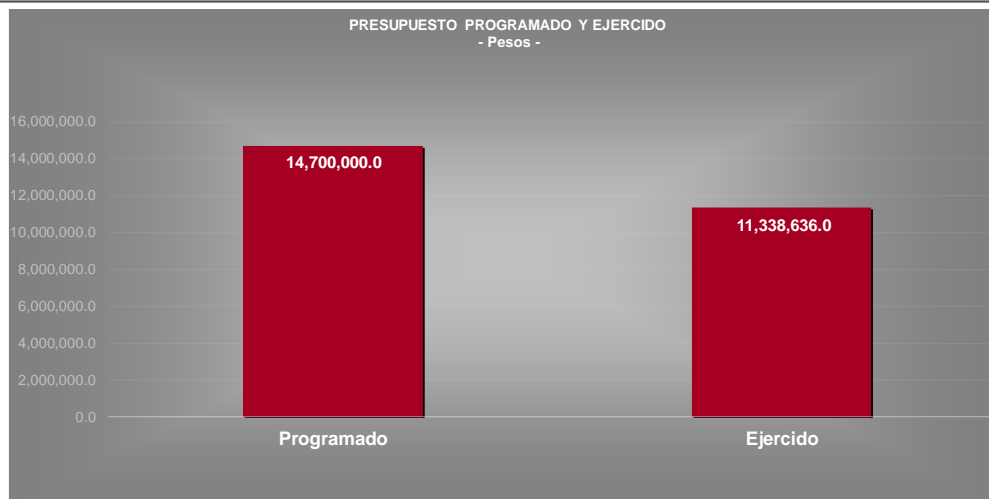 PRESUPUESTO PROGRAMADO Y EJERCIDO
- Pesos -
16,000,000.0
14,000,000.0
12,000,000.0
10,000,000.0
8,000,000.0
6,000,000.0
4,000,000.0
2,000,000.0
0.0
14,700,000.0
11,338,636.0
Programado
Ejercido